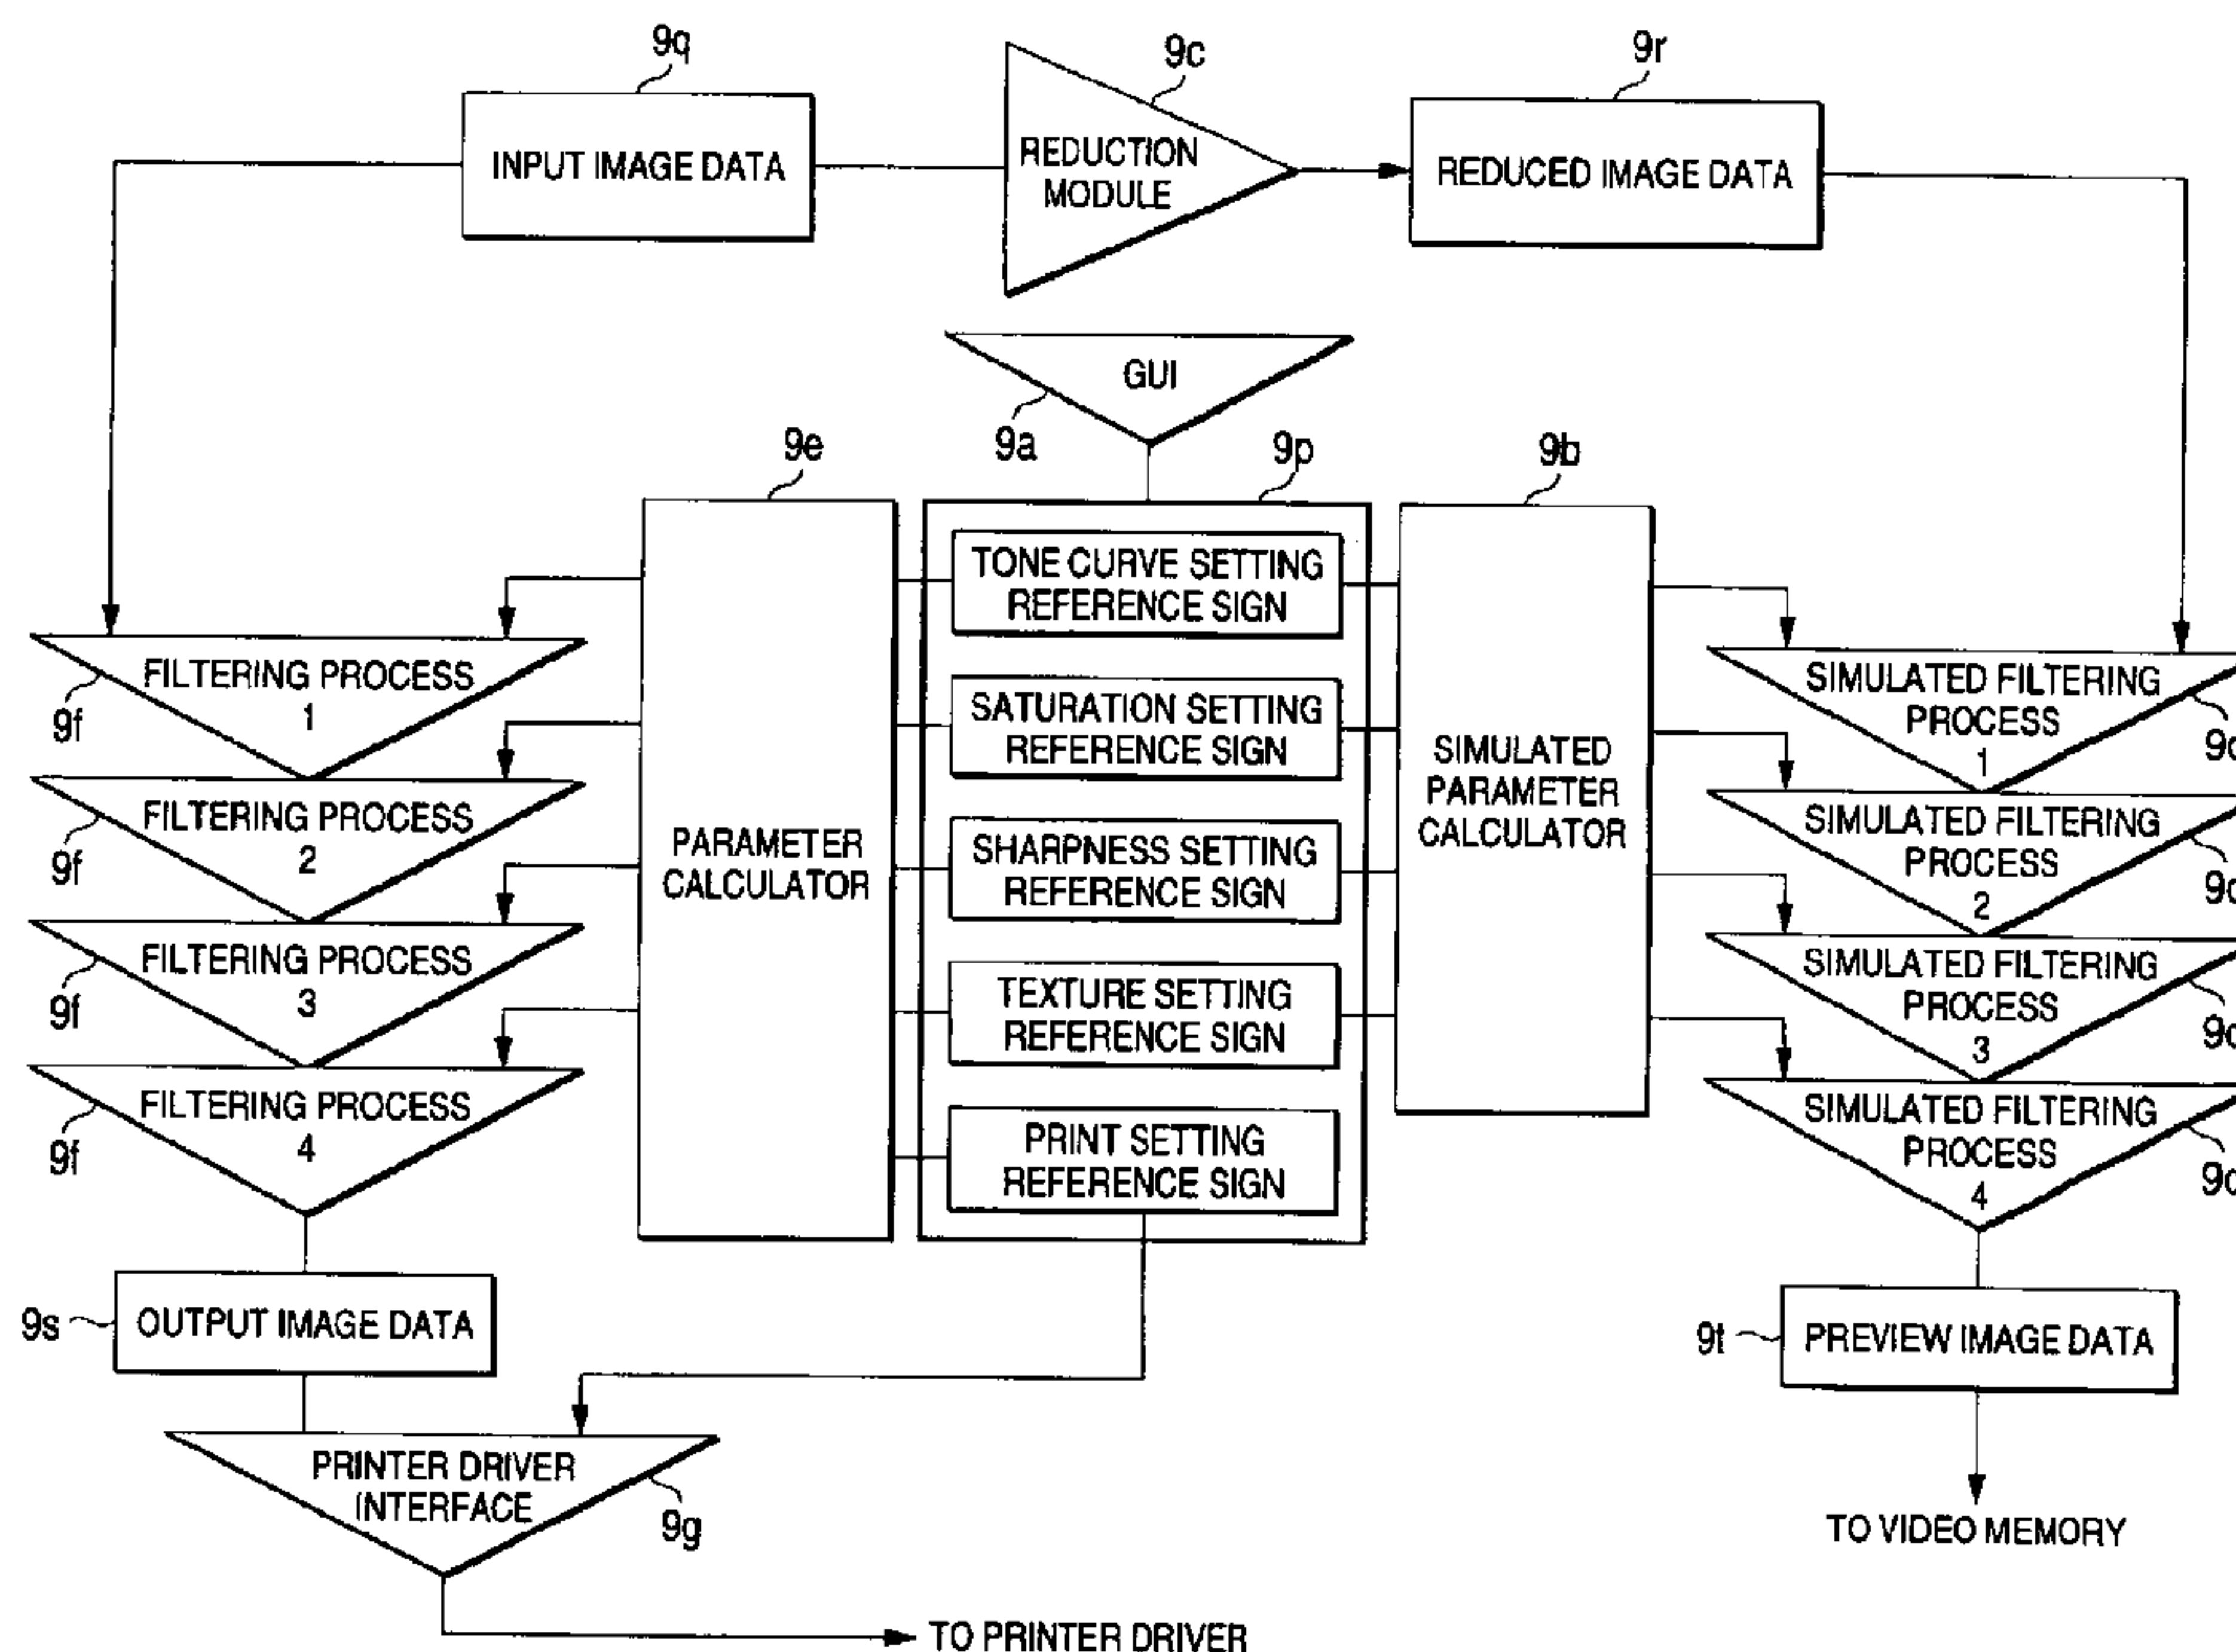 9q
9c
9r
INPUT IMAGE DATA
REDUCTION
MODULE
REDUCED IMAGE DATA
GUI
9a
9e
9p
9b
TONE CURVE SETTING
REFERENCE SIGN
SATURATION SETTING
REFERENCE SIGN
SHARPNESS SETTING
REFERENCE SIGN
TEXTURE SETTING
REFERENCE SIGN
PRINT SETTING
REFERENCE SIGN
PARAMETER
CALCULATOR
SIMULATED
PARAMETER
CALCULATOR
FILTERING PROCESS
1
9f
FILTERING PROCESS
2
9f
FILTERING PROCESS
3
9f
FILTERING PROCESS
4
9f
SIMULATED FILTERING
PROCESS
1
SIMULATED FILTERING
PROCESS
2
SIMULATED FILTERING
PROCESS
3
SIMULATED FILTERING
PROCESS
4
9s
OUTPUT IMAGE DATA
9t
PREVIEW IMAGE DATA
PRINTER DRIVER
INTERFACE
9g
TO VIDEO MEMORY
TO PRINTER DRIVER